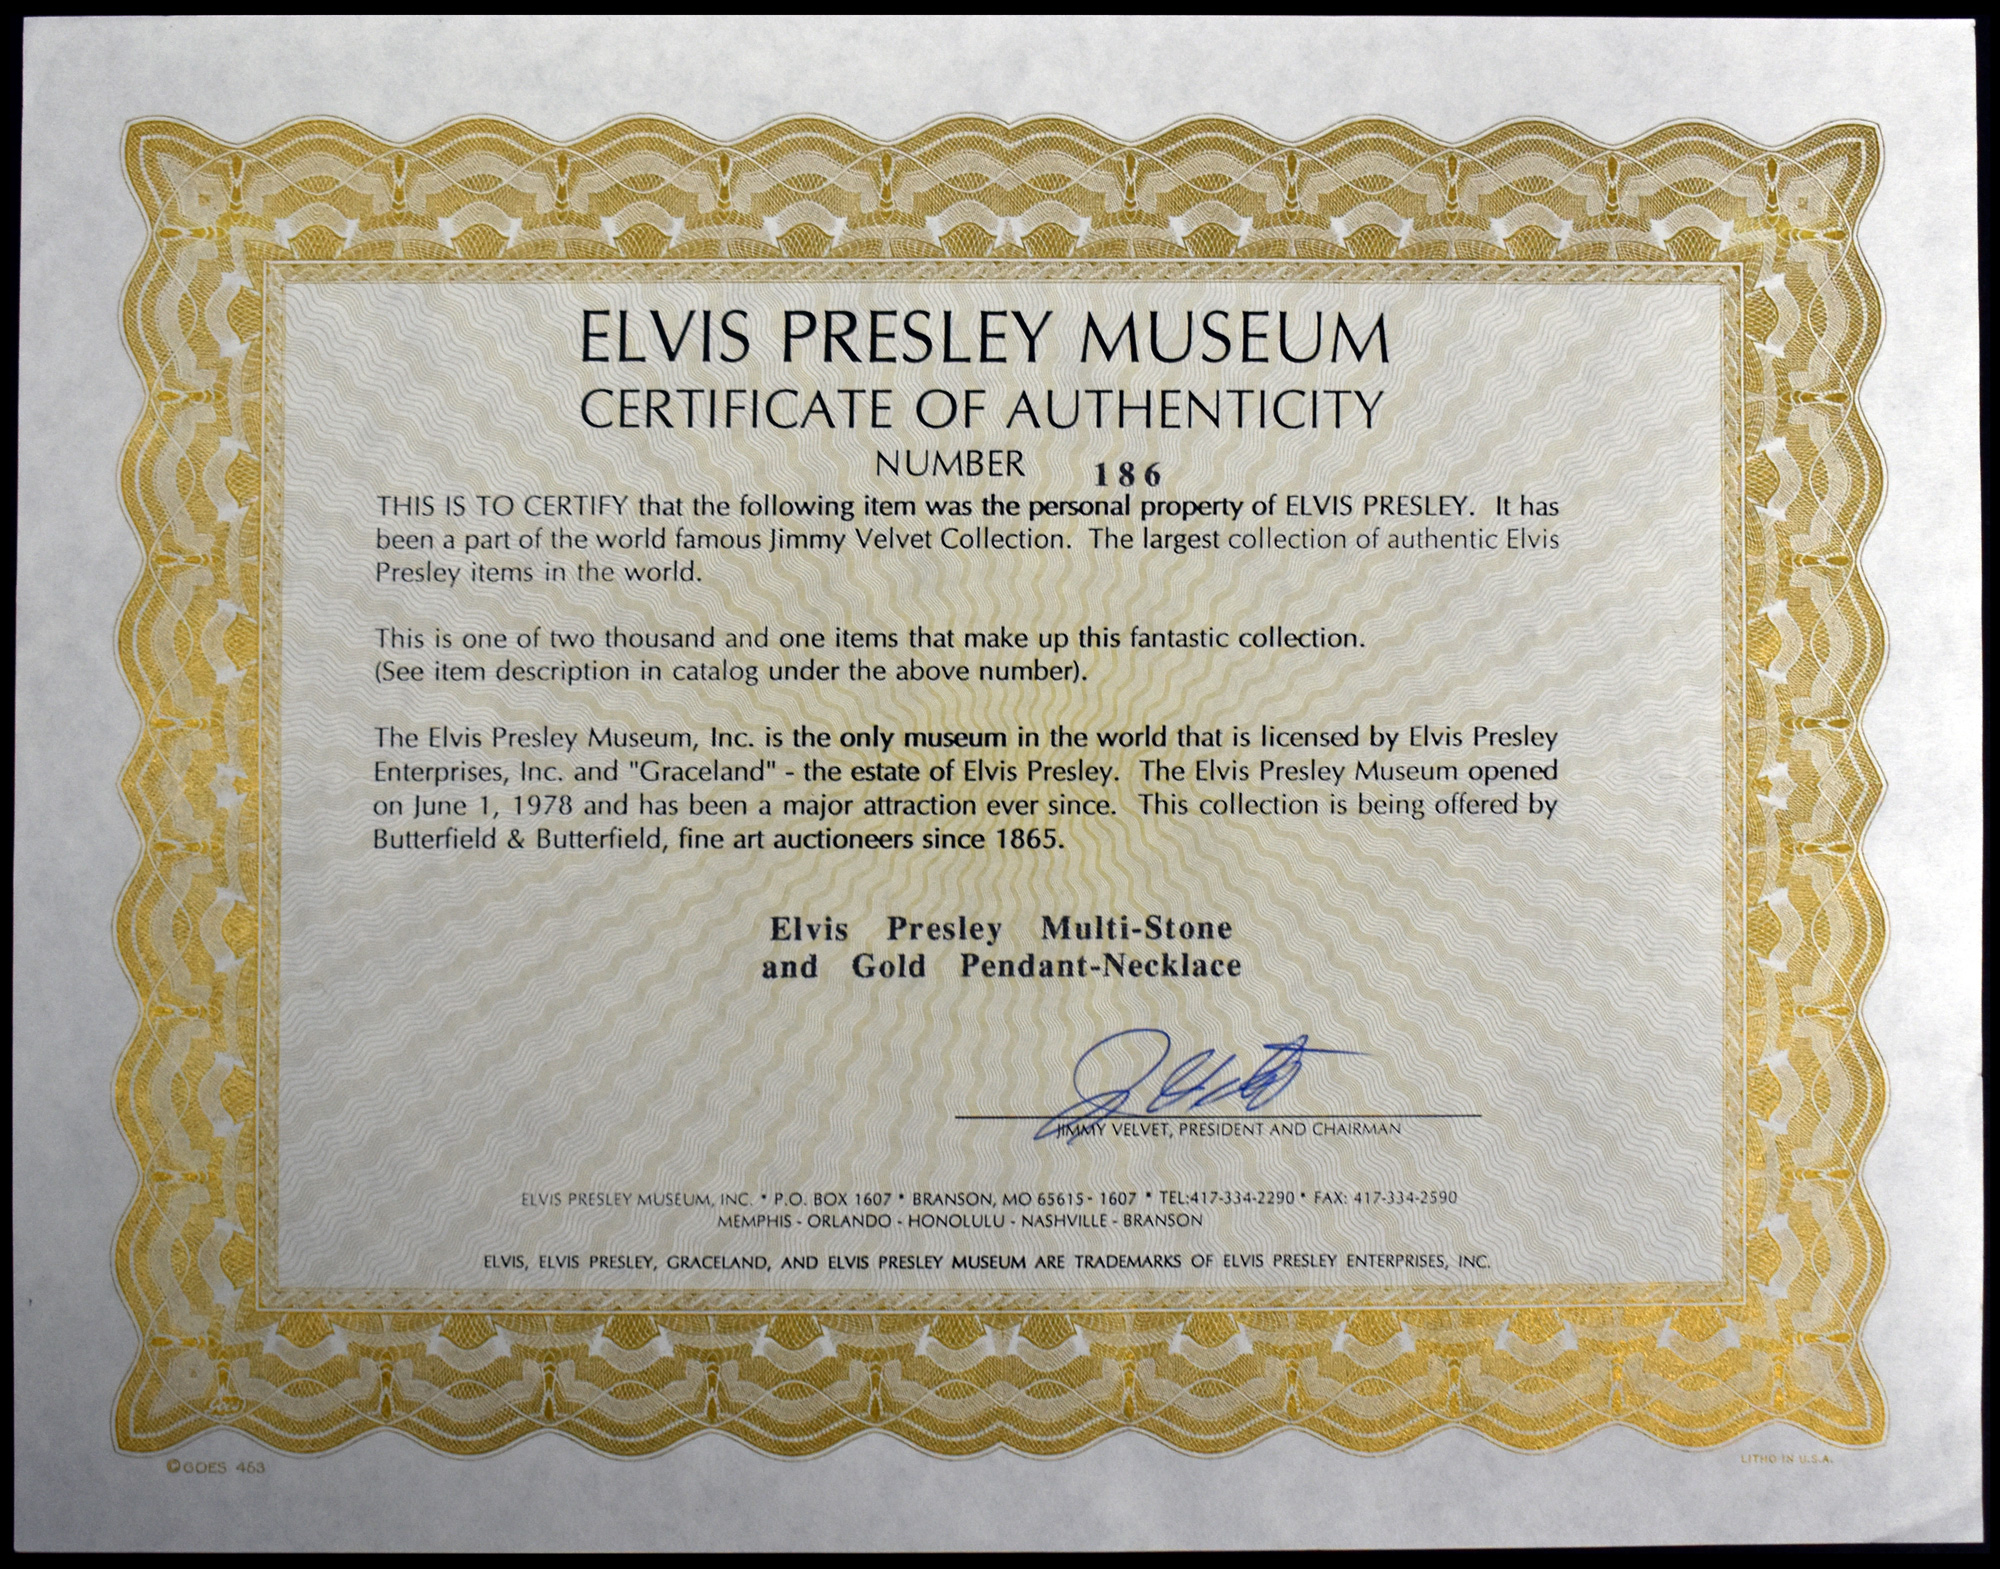 ELVIS PRESLEY MUSEUM
CERTIFICATE OF AUTHENTICITY
NUMBER 186
THIS IS TO CERTIFY that the following item was the personal property of ELVIS PRESLEY. It has
been a part of the world famous Jimmy Velvet Collection. The largest collection of authentic Elvis
Presley items in the world.
This is one of two thousand and one items that make up this fantastic collection.
(See item description in catalog under the above number).
The Elvis Presley Museum, Inc. is the only museum in the world that is licensed by Elvis Presley
Enterprises, Inc. and "Graceland" - the estate of Elvis Presley. The Elvis Presley Museum opened
on June 1, 1978 and has been a major attraction ever since. This collection is being offered by
Butterfield & Butterfield, fine art auctioneers since 1865.
Elvis Presley Multi-Stone
and Gold Pendant-Necklace
JIMMY VELVET, PRESIDENT AND CHAIRMAN
ELVIS PRESLEY MUSEUM, INC. * P.O. BOX 1607 * BRANSON, MO 65615- 1607 * TEL:417-334-2290 * FAX: 417-334-2590
MEMPHIS - ORLANDO - HONOLULU - NASHVILLE - BRANSON
ELVIS, ELVIS PRESLEY, GRACELAND, AND ELVIS PRESLEY MUSEUM ARE TRADEMARKS OF ELVIS PRESLEY ENTERPRISES, INC.
Goes
©GOES 453
LITHO IN U.S.A.